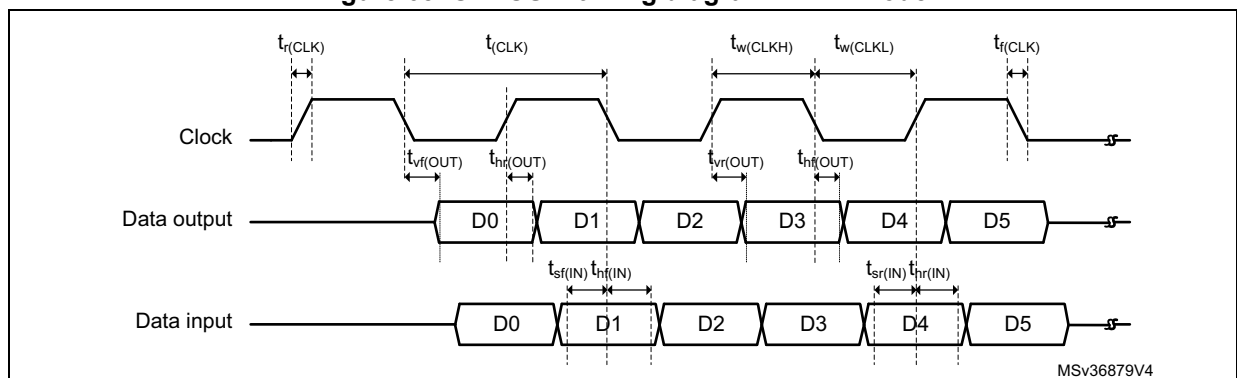 t_r(CLK) t_(CLK) t_w(CLKH) t_w(CLKL) t_f(CLK)
Clock
t_vf(OUT) t_hr(OUT) t_vr(OUT) t_hf(OUT)
Data output D0 D1 D2 D3 D4 D5
t_sf(IN) t_hf(IN) t_sr(IN) t_hr(IN)
Data input D0 D1 D2 D3 D4 D5
MSv36879V4